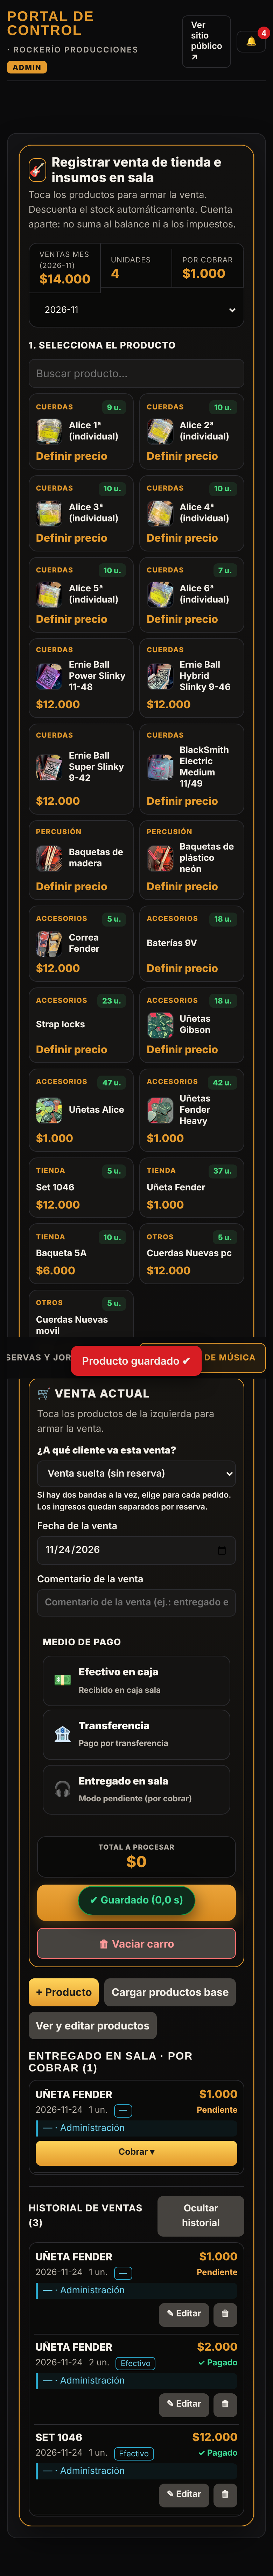 PORTAL DE
CONTROL
· ROCKERÍO PRODUCCIONES
ADMIN
Ver
sitio
público
↗
🔔
4
🎸 Registrar venta de tienda e
insumos en sala
Toca los productos para armar la venta.
Descuenta el stock automáticamente. Cuenta
aparte: no suma al balance ni a los impuestos.
VENTAS MES
(2026-11)
$14.000
UNIDADES
4
POR COBRAR
$1.000
2026-11
1. SELECCIONA EL PRODUCTO
Buscar producto...
CUERDAS 9 u.
Alice 1ª
(individual)
Definir precio
CUERDAS 10 u.
Alice 2ª
(individual)
Definir precio
CUERDAS 10 u.
Alice 3ª
(individual)
Definir precio
CUERDAS 10 u.
Alice 4ª
(individual)
Definir precio
CUERDAS 10 u.
Alice 5ª
(individual)
Definir precio
CUERDAS 7 u.
Alice 6ª
(individual)
Definir precio
CUERDAS
Ernie Ball
Power Slinky
11-48
$12.000
CUERDAS
Ernie Ball
Hybrid
Slinky 9-46
$12.000
CUERDAS
Ernie Ball
Super Slinky
9-42
$12.000
CUERDAS
BlackSmith
Electric
Medium
11/49
Definir precio
PERCUSIÓN
Baquetas de
madera
Definir precio
PERCUSIÓN
Baquetas de
plástico
neón
Definir precio
ACCESORIOS 5 u.
Correa
Fender
$12.000
ACCESORIOS 18 u.
Baterías 9V
Definir precio
ACCESORIOS 23 u.
Strap locks
Definir precio
ACCESORIOS 18 u.
Uñetas
Gibson
Definir precio
ACCESORIOS 47 u.
Uñetas Alice
$1.000
ACCESORIOS 42 u.
Uñetas
Fender
Heavy
$1.000
TIENDA 5 u.
Set 1046
$12.000
TIENDA 37 u.
Uñeta Fender
$1.000
TIENDA 10 u.
Baqueta 5A
$6.000
OTROS 5 u.
Cuerdas Nuevas pc
$12.000
OTROS 5 u.
Cuerdas Nuevas
movil
SERVAS Y JOR
Producto guardado ✔
DE MÚSICA
🛒 VENTA ACTUAL
Toca los productos de la izquierda para
armar la venta.
¿A qué cliente va esta venta?
Venta suelta (sin reserva)
Si hay dos bandas a la vez, elige para cada pedido.
Los ingresos quedan separados por reserva.
Fecha de la venta
11/24/2026
Comentario de la venta
Comentario de la venta (ej.: entregado e
MEDIO DE PAGO
💵 Efectivo en caja
Recibido en caja sala
🏦 Transferencia
Pago por transferencia
🎧 Entregado en sala
Modo pendiente (por cobrar)
TOTAL A PROCESAR
$0
✔ Guardado (0,0 s)
🗑 Vaciar carro
+ Producto
Cargar productos base
Ver y editar productos
ENTREGADO EN SALA · POR
COBRAR (1)
UÑETA FENDER $1.000
2026-11-24 1 un. — Pendiente
— · Administración
Cobrar ▾
HISTORIAL DE VENTAS
(3)
Ocultar
historial
UÑETA FENDER $1.000
2026-11-24 1 un. — Pendiente
— · Administración
✎ Editar 🗑
UÑETA FENDER $2.000
2026-11-24 2 un. Efectivo ✓ Pagado
— · Administración
✎ Editar 🗑
SET 1046 $12.000
2026-11-24 1 un. Efectivo ✓ Pagado
— · Administración
✎ Editar 🗑